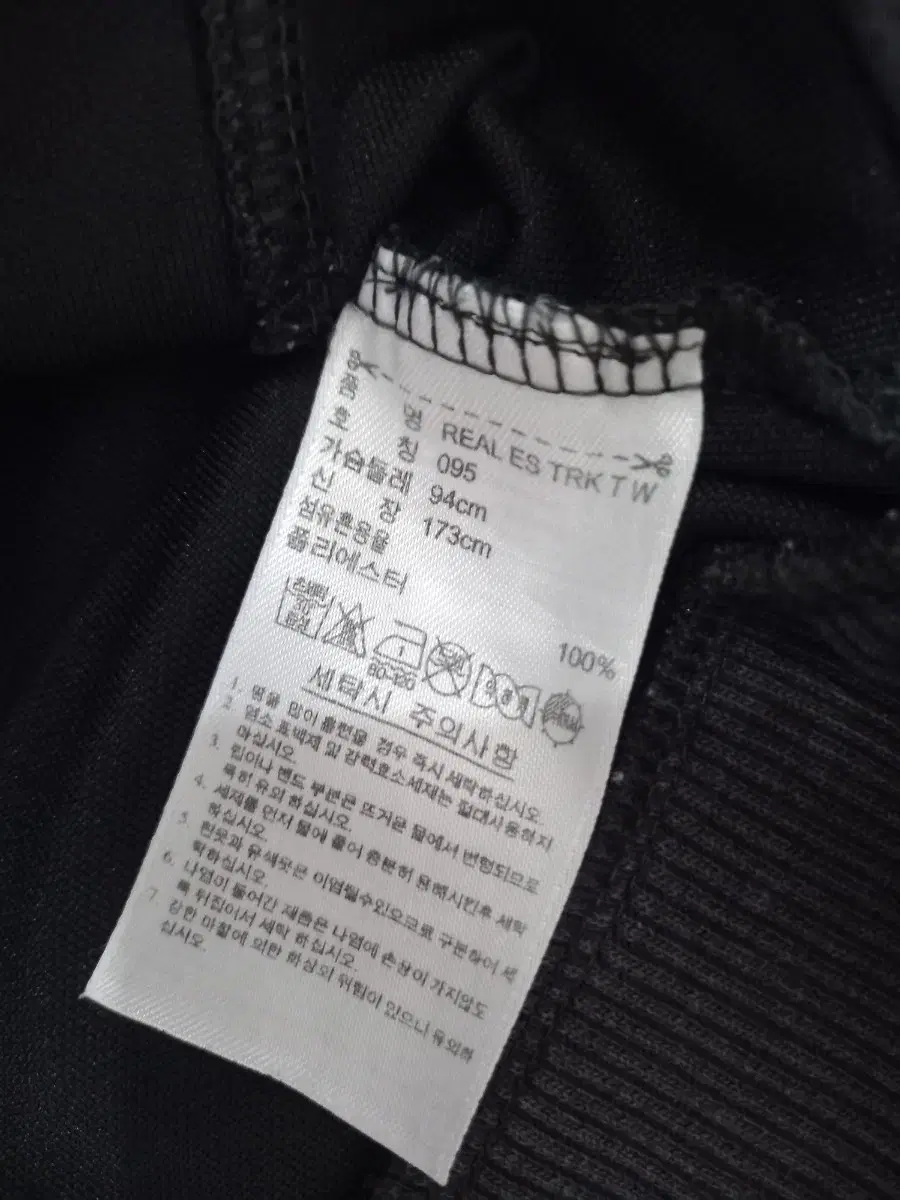 품 명 REAL ES TRK T W
호 칭 095
가슴둘레 94cm
신 장 173cm
섬유혼용율
폴리에스터 100%
세탁시 주의사항
1. 땀을 많이 흘렸을 경우 즉시 세탁하십시오.
2. 염소 표백제 및 강력효소세제는 절대사용하지
마십시오.
3. 립이나 밴드 부분은 뜨거운 물에서 변형되므로
특히 유의 하십시오.
4. 세제를 먼저 물에 풀어 충분히 용해시킨후 세탁
하십시오.
5. 흰옷과 유색옷은 이염될수있으므로 구분하여 세
탁하십시오.
6. 나염이 들어간 제품은 나염에 손상이 가지않도
록 뒤집어서 세탁 하십시오.
7. 강한 마찰에 의한 화상의 위험이 있으니 유의하
십시오.